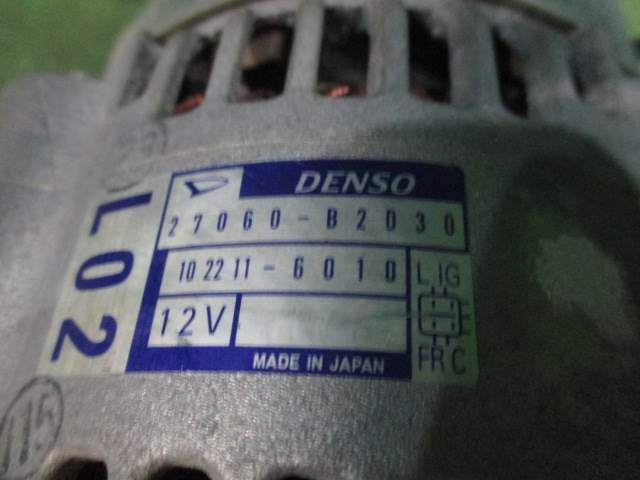 DENSO
27060-B2030
102211-6010
L IG
12V
FR C
MADE IN JAPAN
L02